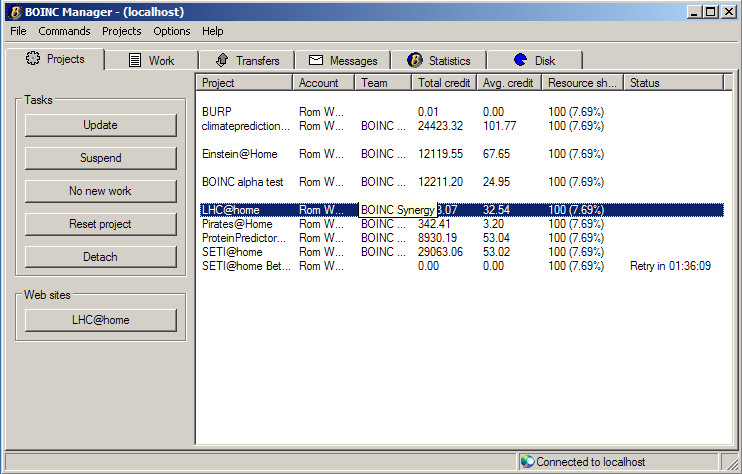 BOINC Manager - (localhost)
File Commands Projects Options Help
Projects Work Transfers Messages Statistics Disk
Tasks
Update
Suspend
No new work
Reset project
Detach
Web sites
LHC@home
Project Account Team Total credit Avg. credit Resource sh... Status
BURP Rom W... 0.01 0.00 100 (7.69%)
climateprediction... Rom W... BOINC ... 24423.32 101.77 100 (7.69%)
Einstein@Home Rom W... BOINC ... 12119.55 67.65 100 (7.69%)
BOINC alpha test Rom W... BOINC ... 12211.20 24.95 100 (7.69%)
LHC@home Rom W... BOINC Synergy 3.07 32.54 100 (7.69%)
Pirates@Home Rom W... BOINC ... 342.41 3.20 100 (7.69%)
ProteinPredictor... Rom W... BOINC ... 8930.19 53.04 100 (7.69%)
SETI@home Rom W... BOINC ... 29063.06 53.02 100 (7.69%)
SETI@home Bet... Rom W... 0.00 0.00 100 (7.69%) Retry in 01:36:09
Connected to localhost